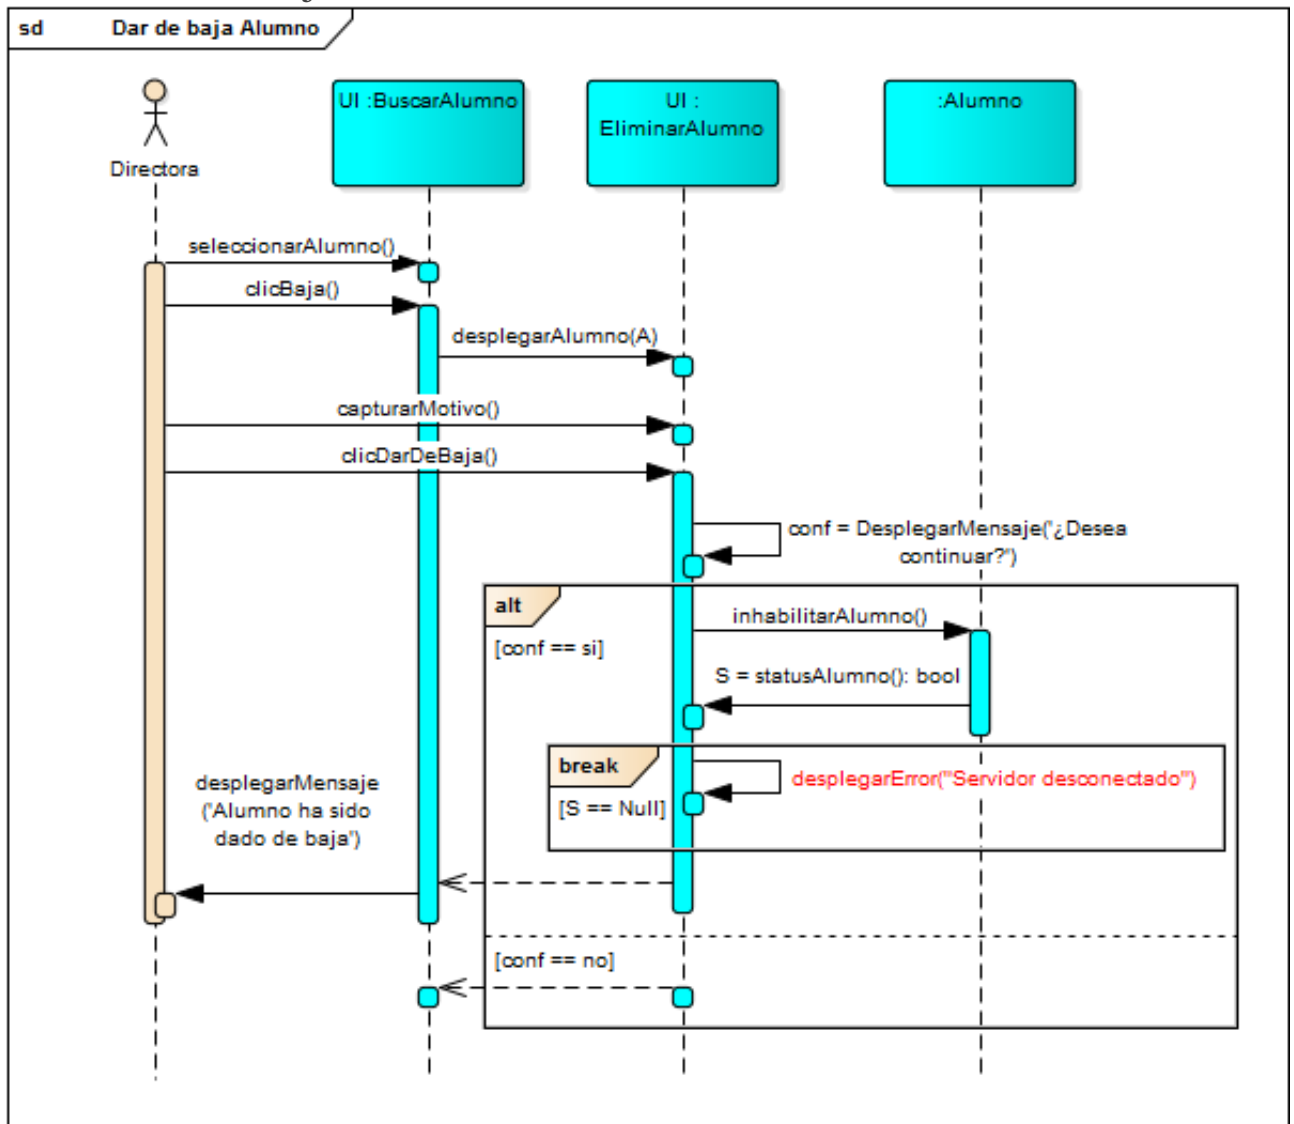 sd Dar de baja Alumno
UI :BuscarAlumno
UI :
EliminarAlumno
:Alumno
Directora
seleccionarAlumno()
clicBaja()
desplegarAlumno(A)
capturarMotivo()
clicDarDeBaja()
conf = DesplegarMensaje('¿Desea
continuar?')
alt
[conf == si]
inhabilitarAlumno()
S = statusAlumno(): bool
break
[S == Null]
desplegarError("Servidor desconectado")
desplegarMensaje
('Alumno ha sido
dado de baja')
[conf == no]